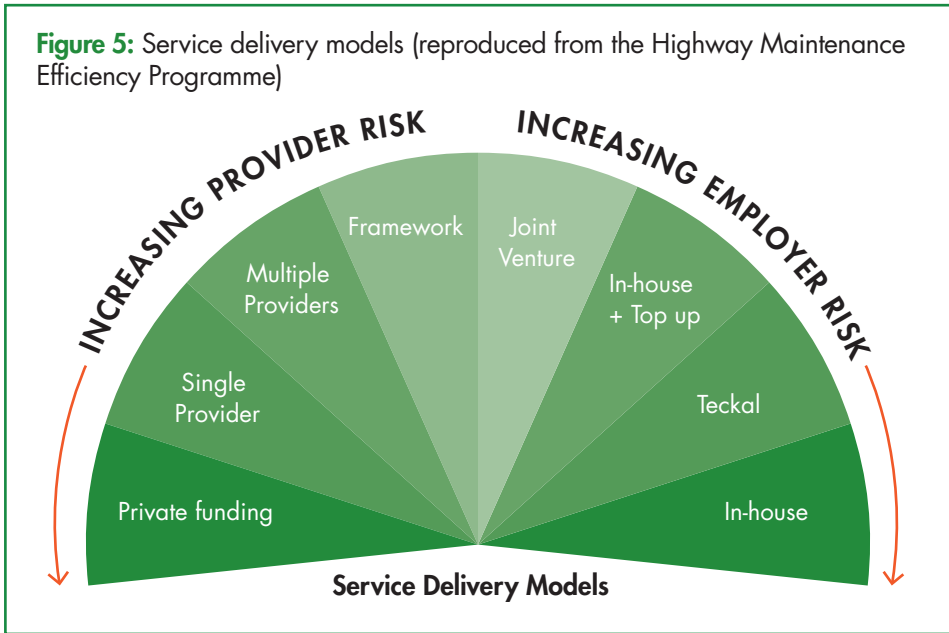 Figure 5: Service delivery models (reproduced from the Highway Maintenance
Efficiency Programme)
INCREASING PROVIDER RISK
INCREASING EMPLOYER RISK
Framework
Joint
Venture
Multiple
Providers
In-house
+ Top up
Single
Provider
Teckal
Private funding
In-house
Service Delivery Models